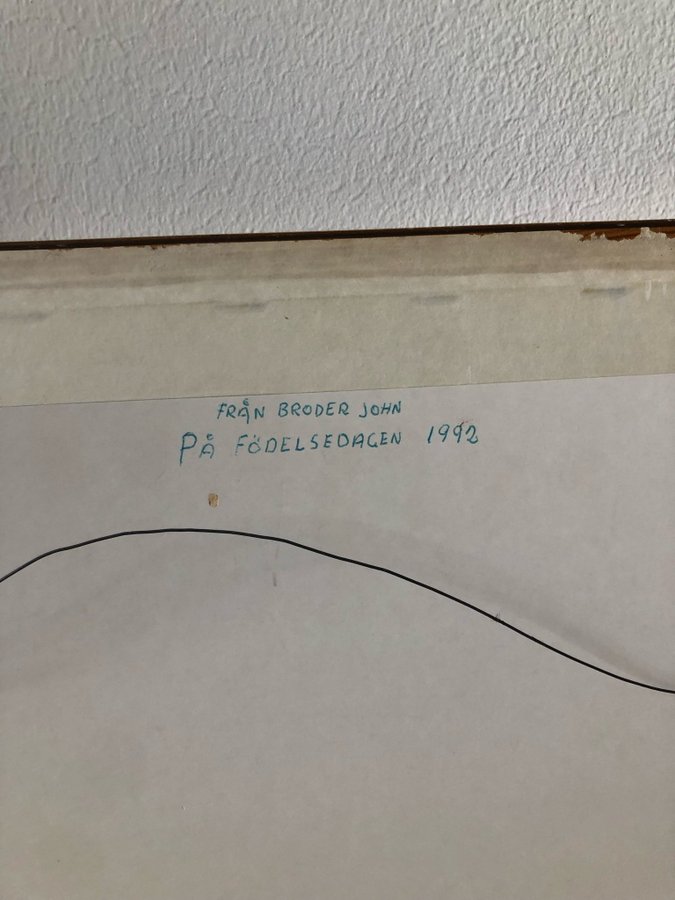 FRÅN BRODER JOHN
PÅ FÖDELSEDAGEN 1992